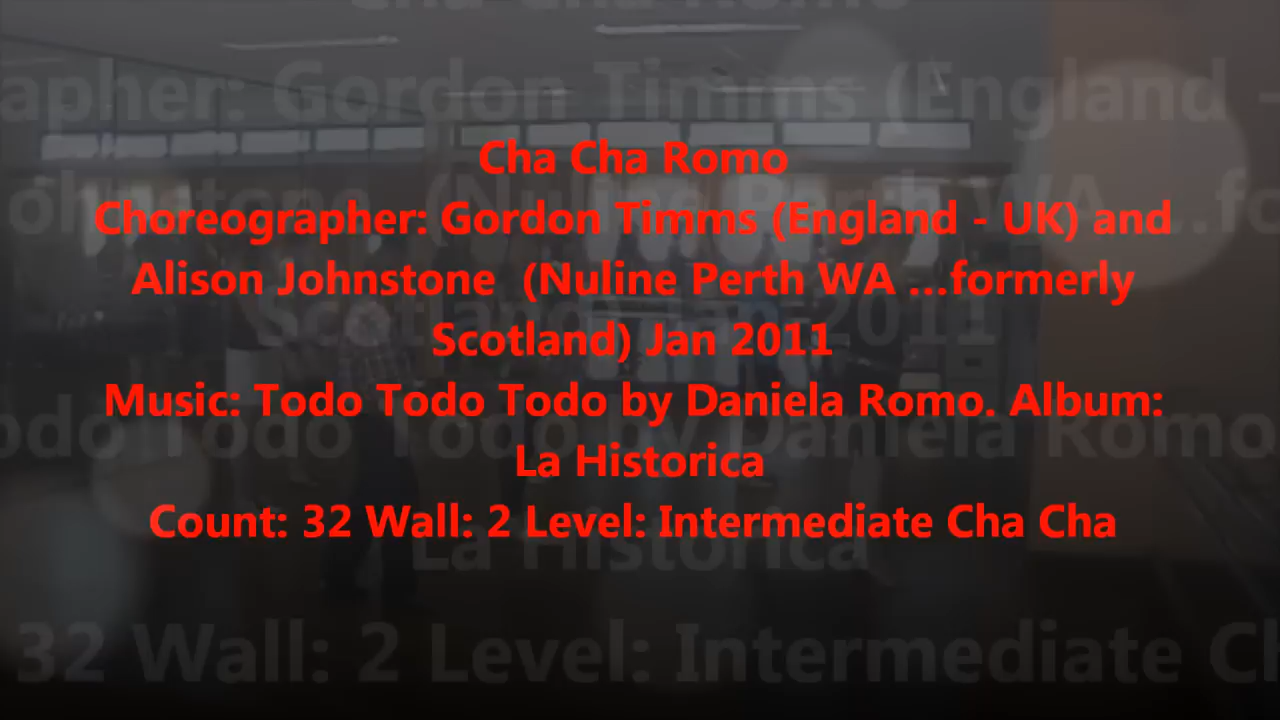 Cha Cha Romo
Choreographer: Gordon Timms (England - UK) and
Alison Johnstone  (Nuline Perth WA ...formerly
Scotland) Jan 2011
Music: Todo Todo Todo by Daniela Romo. Album:
La Historica
Count: 32 Wall: 2 Level: Intermediate Cha Cha